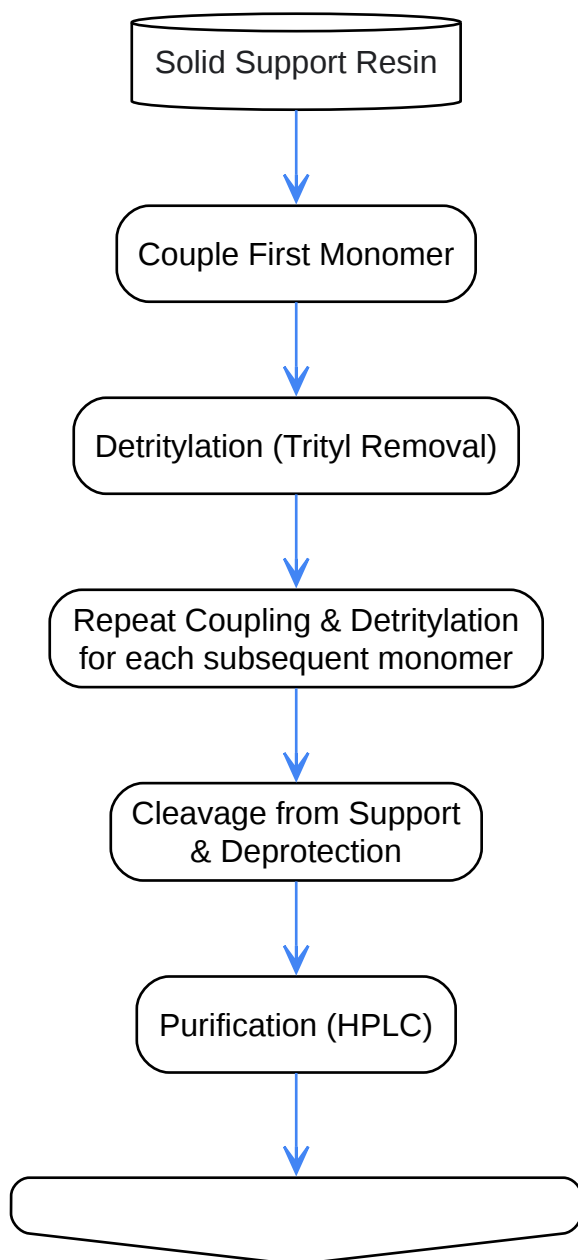 Solid Support Resin
Couple First Monomer
Detritylation (Trityl Removal)
Repeat Coupling & Detritylation
for each subsequent monomer
Cleavage from Support
& Deprotection
Purification (HPLC)